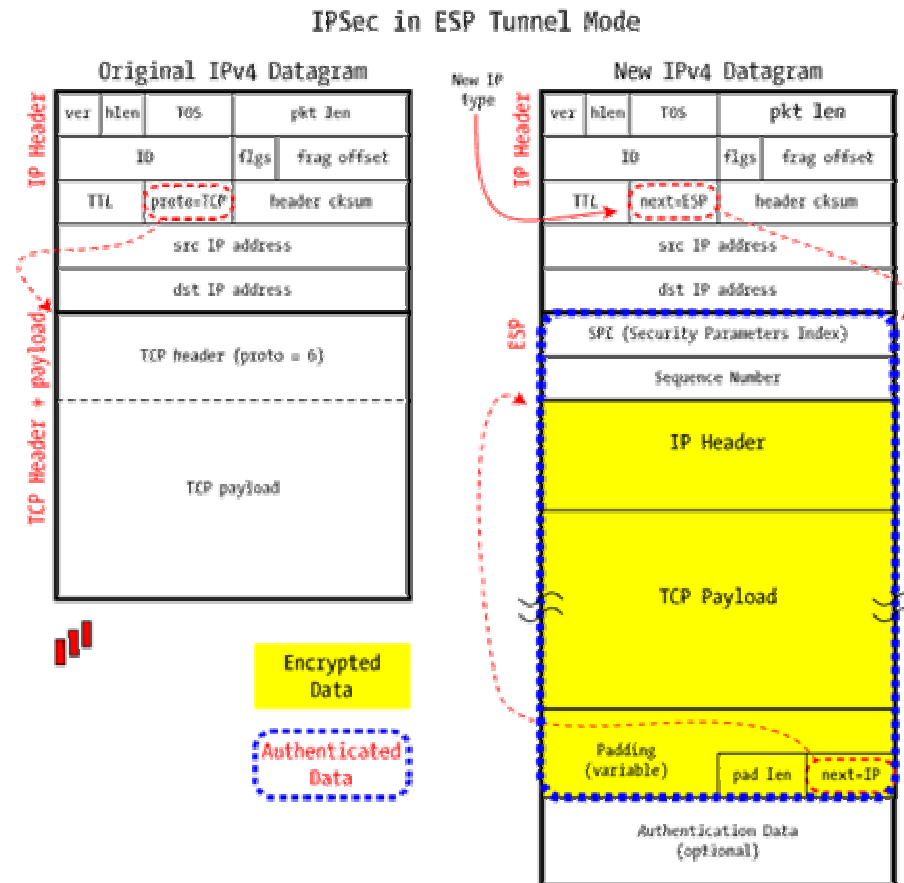 IPSec in ESP Tunnel Mode
Original IPv4 Datagram
New IP
type
New IPv4 Datagram
IP Header
ver hlen TOS pkt len
ID flgs frag offset
TTL proto=TCP header cksum
src IP address
dst IP address
TCP Header + payload
TCP header (proto = 6)
TCP payload
IP Header
ver hlen TOS pkt len
ID flgs frag offset
TTL next=ESP header cksum
src IP address
dst IP address
ESP
SPI (Security Parameters Index)
Sequence Number
IP Header
TCP Payload
Padding
(variable)
pad len
next=IP
Authentication Data
(optional)
Encrypted
Data
Authenticated
Data